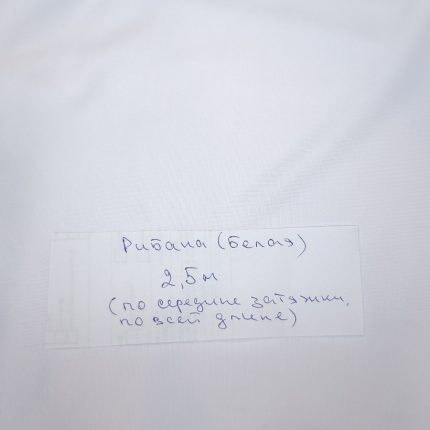 Рибана (белая)
2,5м
(по середине затяжки,
по всей длине)